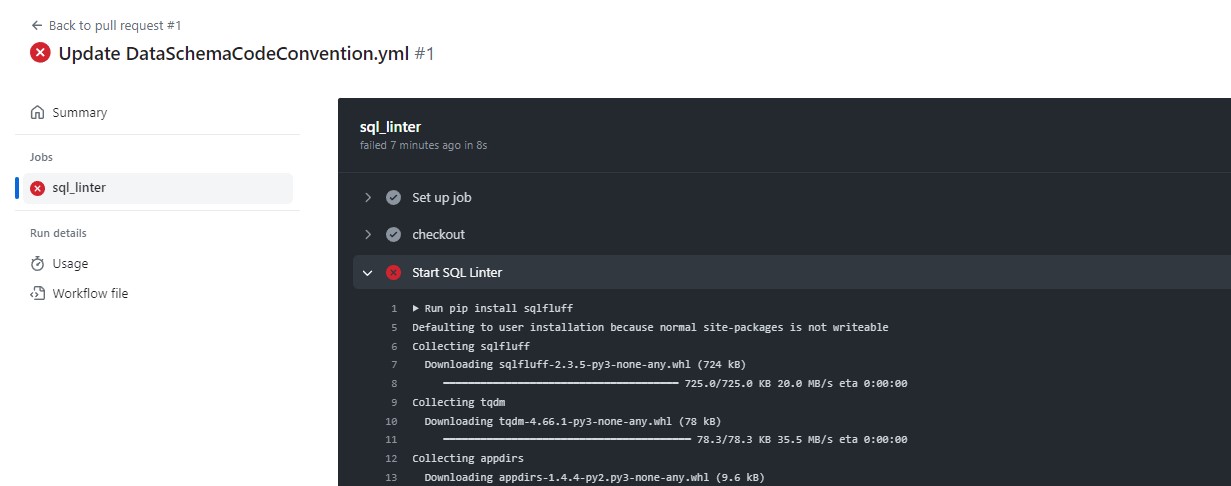 ← Back to pull request #1
Update DataSchemaCodeConvention.yml #1
Summary
Jobs
sql_linter
Run details
Usage
Workflow file
sql_linter
failed 7 minutes ago in 8s
Set up job
checkout
Start SQL Linter
1 ▶ Run pip install sqlfluff
5 Defaulting to user installation because normal site-packages is not writeable
6 Collecting sqlfluff
7 Downloading sqlfluff-2.3.5-py3-none-any.whl (724 kB)
8 ━━━━━━━━━━━━━━━━━━━━━━━━━━━━━━━━━━━━━━ 725.0/725.0 KB 20.0 MB/s eta 0:00:00
9 Collecting tqdm
10 Downloading tqdm-4.66.1-py3-none-any.whl (78 kB)
11 ━━━━━━━━━━━━━━━━━━━━━━━━━━━━━━━━━━━━━━━━ 78.3/78.3 KB 35.5 MB/s eta 0:00:00
12 Collecting appdirs
13 Downloading appdirs-1.4.4-py2.py3-none-any.whl (9.6 kB)